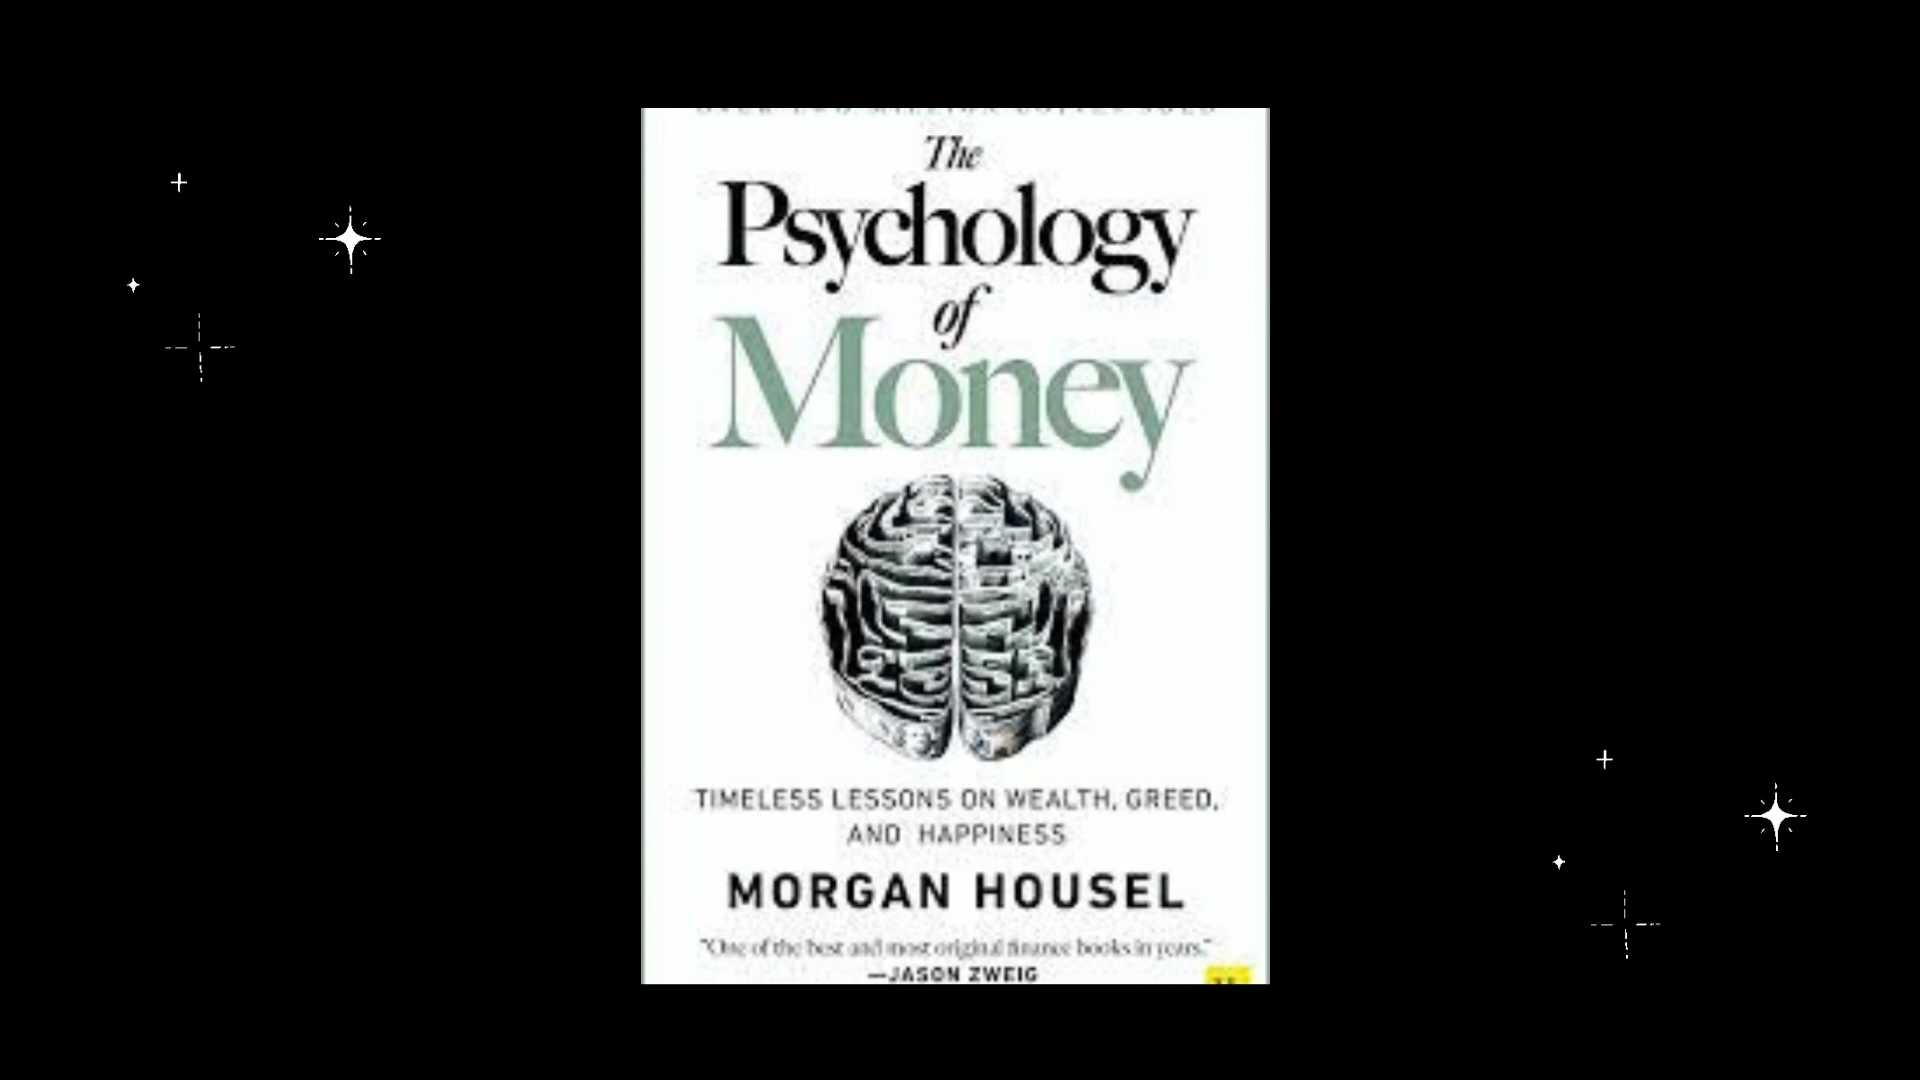 The
Psychology
of
Money
TIMELESS LESSONS ON WEALTH, GREED,
AND HAPPINESS
MORGAN HOUSEL
"One of the best and most original finance books in years."
—JASON ZWEIG